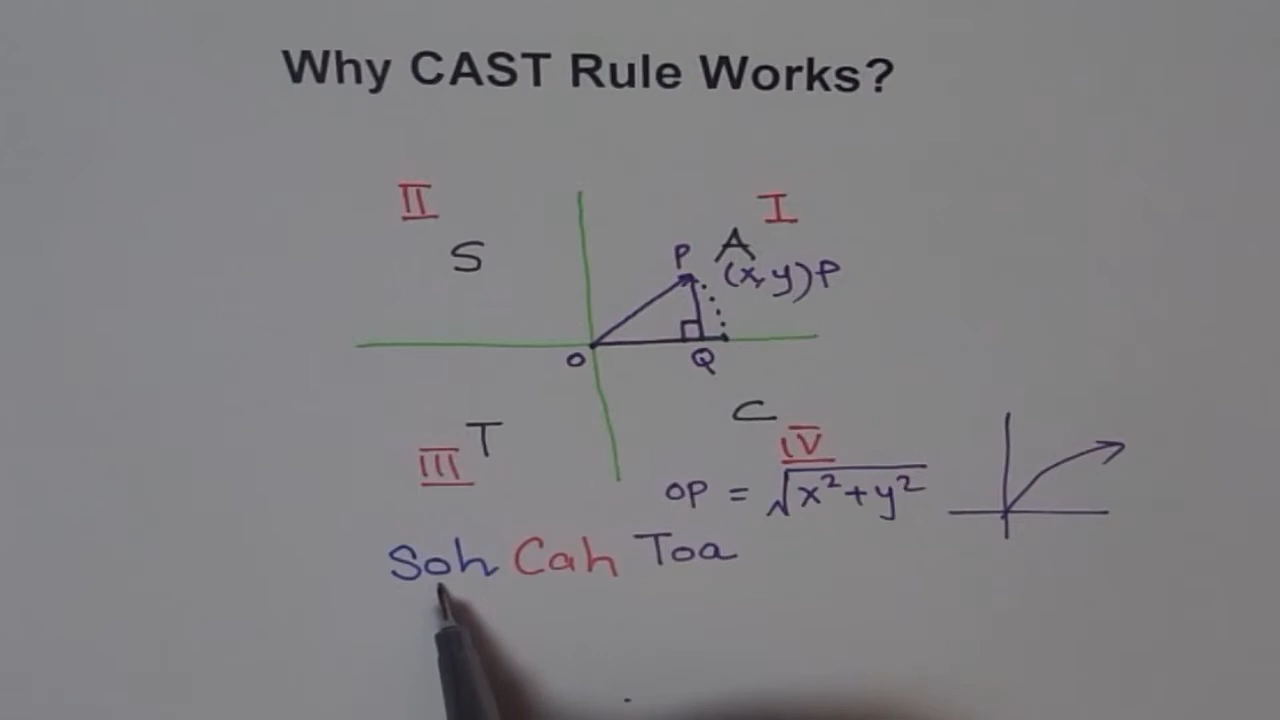 Why CAST Rule Works?
II
I
S
A
P
(x,y) P
O
Q
C
T
III
IV
OP = √x²+y²
Soh Cah Toa